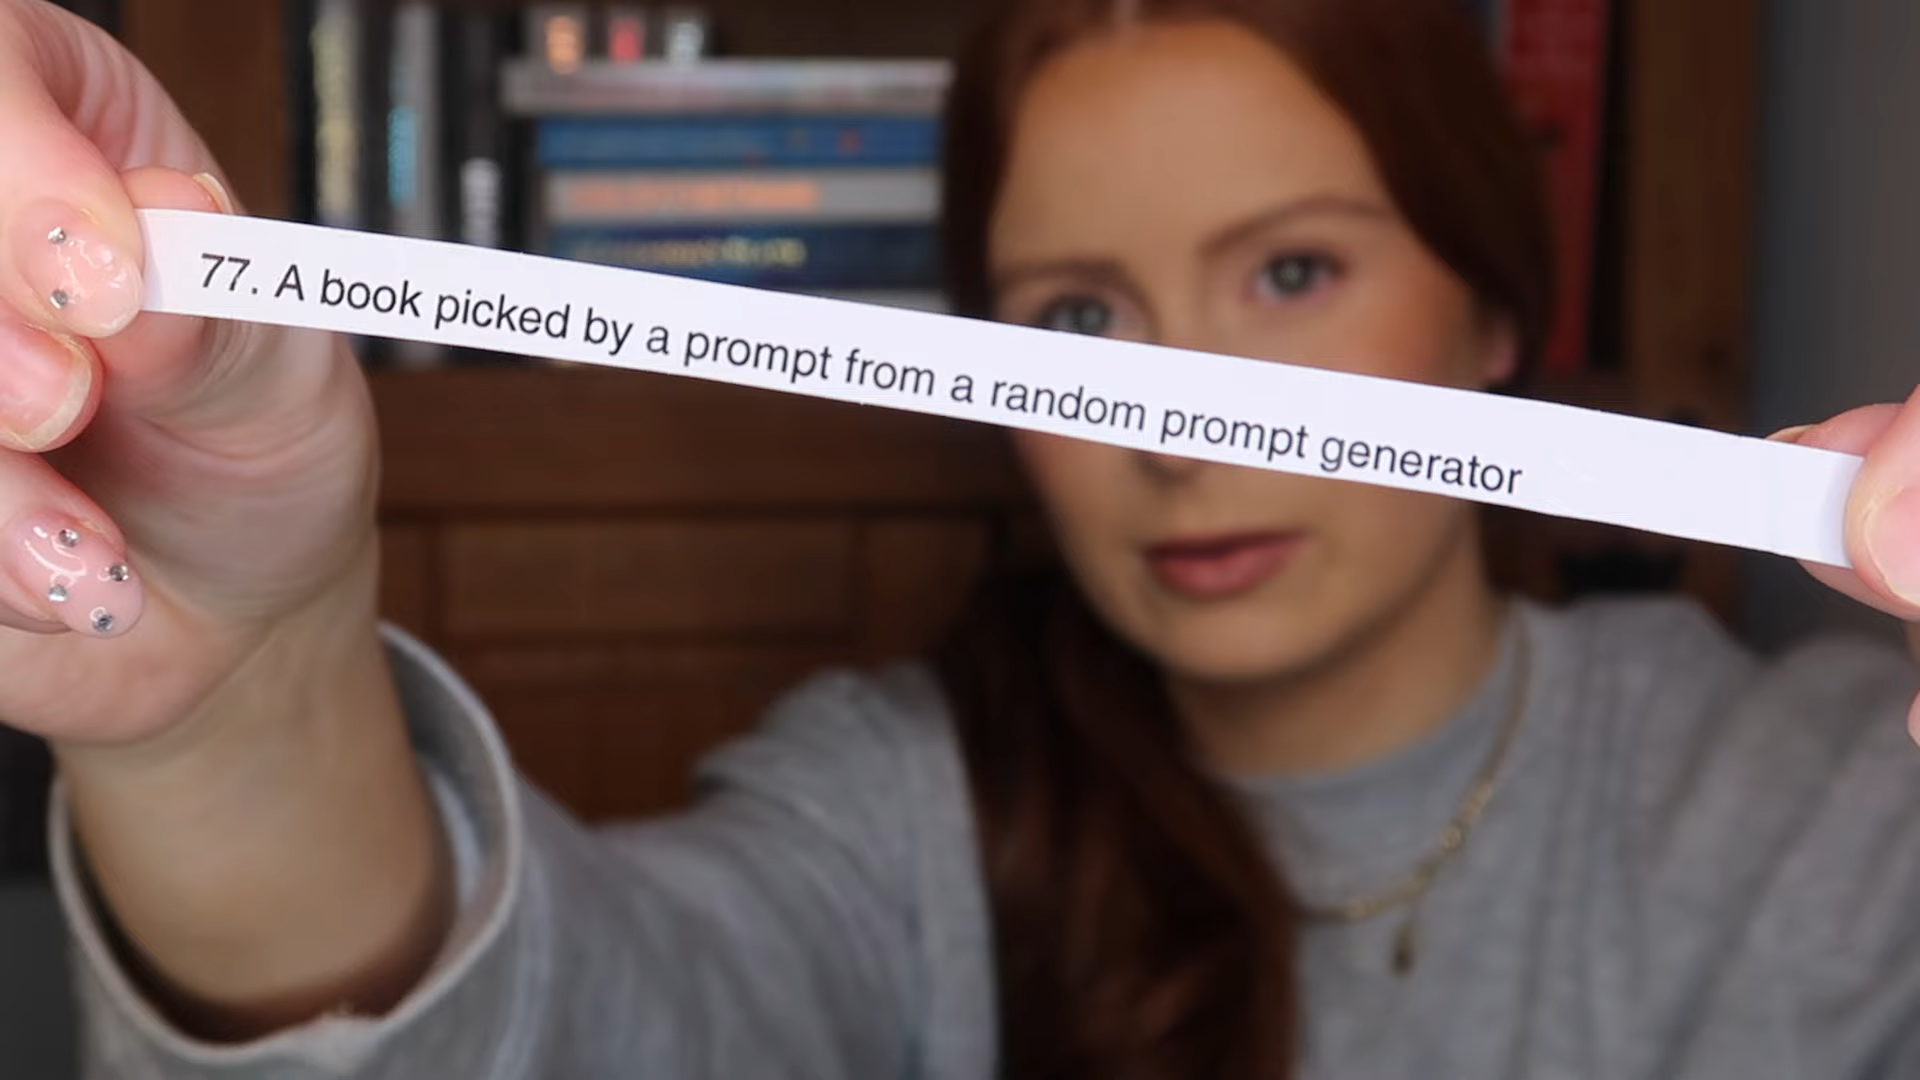 77. A book picked by a prompt from a random prompt generator